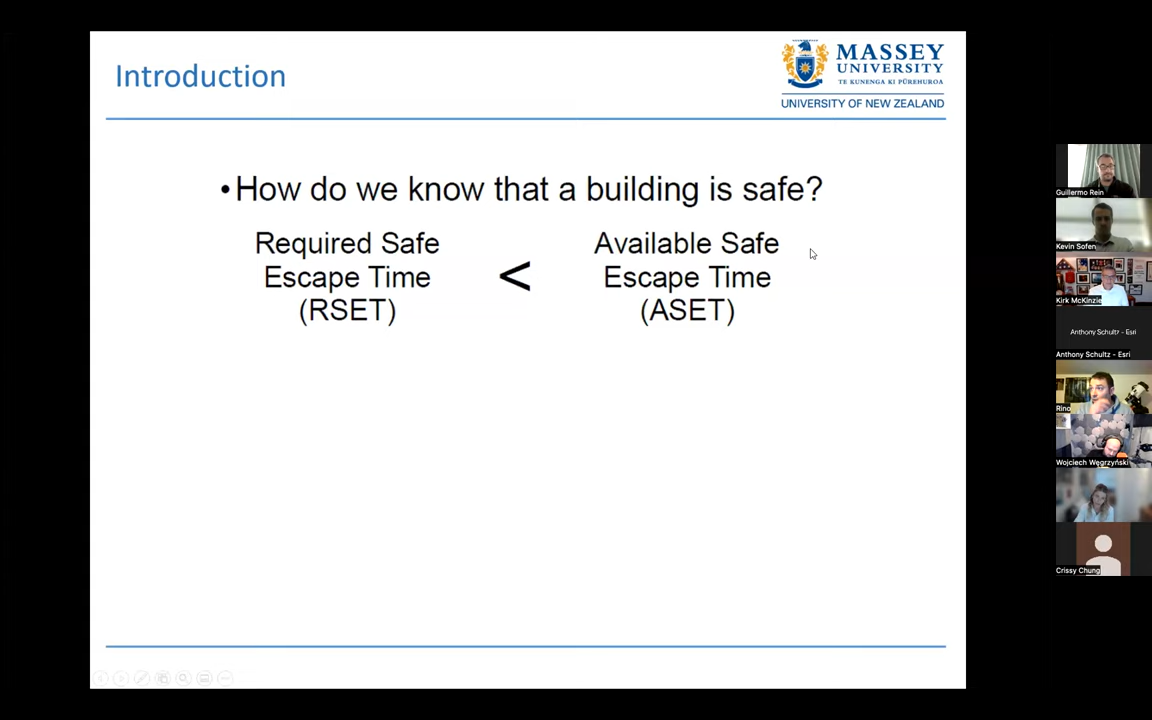 Introduction
MASSEY
UNIVERSITY
TE KUNENGA KI PŪREHUROA
UNIVERSITY OF NEW ZEALAND
•How do we know that a building is safe?
Required Safe
Escape Time
(RSET)
<
Available Safe
Escape Time
(ASET)
Guillermo Rein
Kevin Sofen
Kirk McKinzie
Anthony Schultz - Esri
Anthony Schultz - Esri
Rino
Wojciech Węgrzyński
Crissy Chung